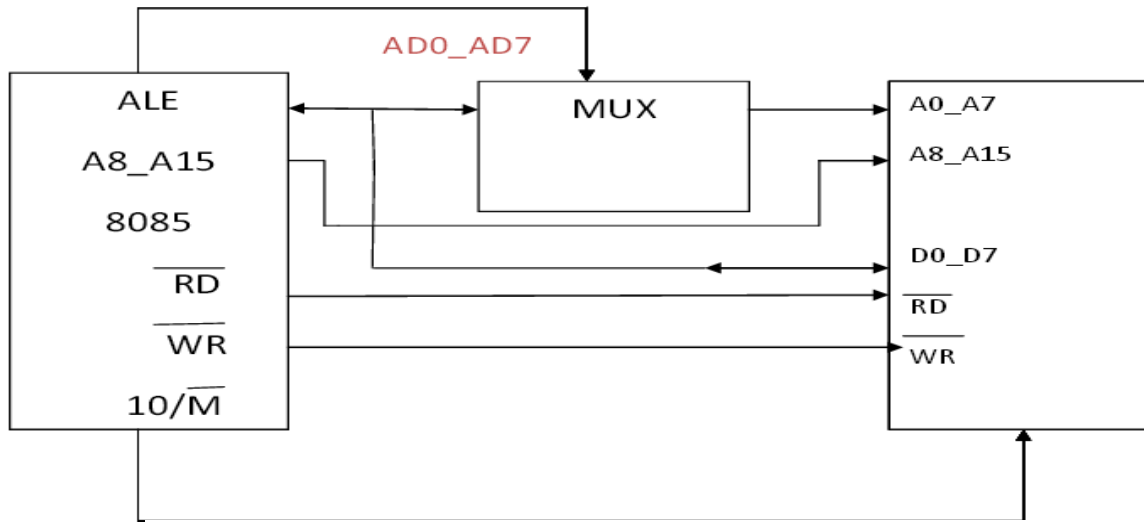 AD0_AD7
ALE
A8_A15
8085
RD
WR
10/M
MUX
A0_A7
A8_A15
D0_D7
RD
WR